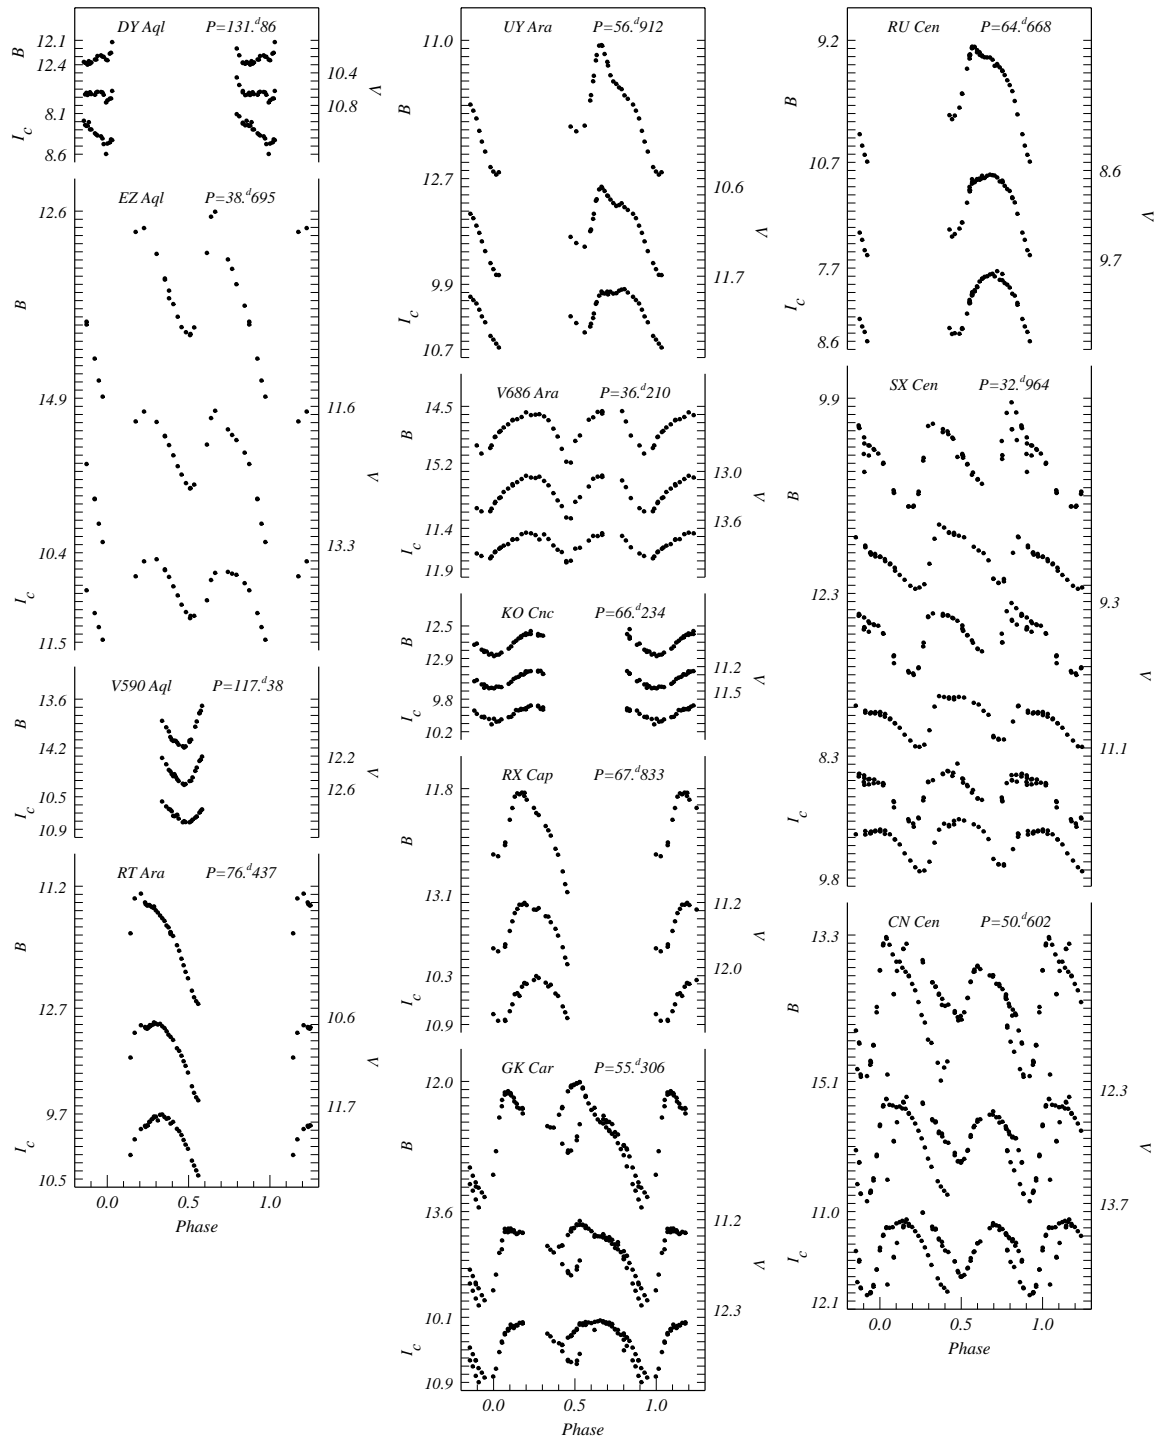 DY Aql P=131.ᵈ86
B
12.1
12.4
8.1
I_c
8.6
10.4
V
10.8
EZ Aql P=38.ᵈ695
12.6
B
14.9
11.6
V
13.3
10.4
I_c
11.5
V590 Aql P=117.ᵈ38
13.6
B
14.2
12.2
V
12.6
10.5
I_c
10.9
RT Ara P=76.ᵈ437
11.2
B
12.7
10.6
V
11.7
9.7
I_c
10.5
0.0 0.5 1.0
Phase
UY Ara P=56.ᵈ912
11.0
B
12.7
10.6
V
11.7
9.9
I_c
10.7
V686 Ara P=36.ᵈ210
14.5
B
15.2
13.0
V
13.6
11.4
I_c
11.9
KO Cnc P=66.ᵈ234
12.5
B
12.9
11.2
V
11.5
9.8
I_c
10.2
RX Cap P=67.ᵈ833
11.8
B
13.1
11.2
V
12.0
10.3
I_c
10.9
GK Car P=55.ᵈ306
12.0
B
13.6
11.2
V
12.3
10.1
I_c
10.9
0.0 0.5 1.0
Phase
RU Cen P=64.ᵈ668
9.2
B
10.7
8.6
V
9.7
7.7
I_c
8.6
SX Cen P=32.ᵈ964
9.9
B
12.3
9.3
V
11.1
8.3
I_c
9.8
CN Cen P=50.ᵈ602
13.3
B
15.1
12.3
V
13.7
11.0
I_c
12.1
0.0 0.5 1.0
Phase